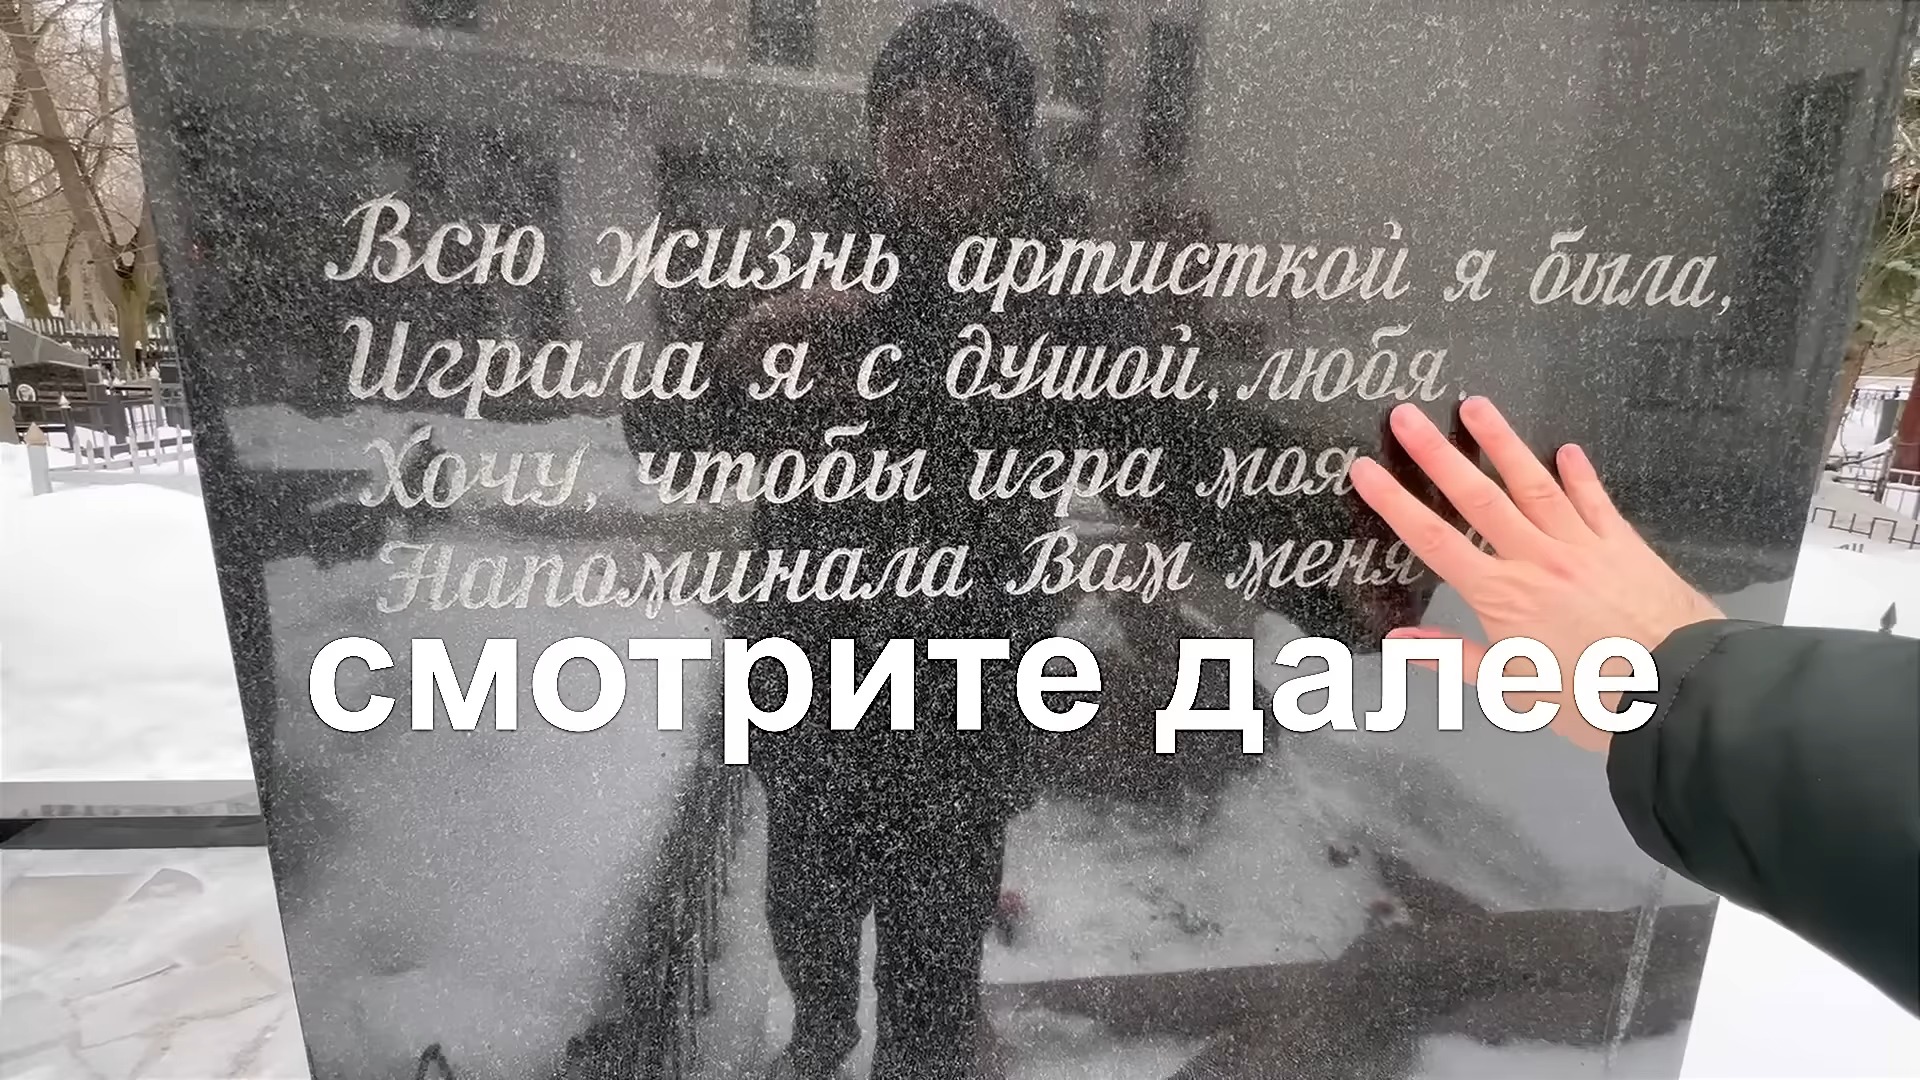 Всю жизнь артисткой я была,
Играла я с душой, любя.
Хочу, чтобы игра моя
Напоминала Вам меня
смотрите далее